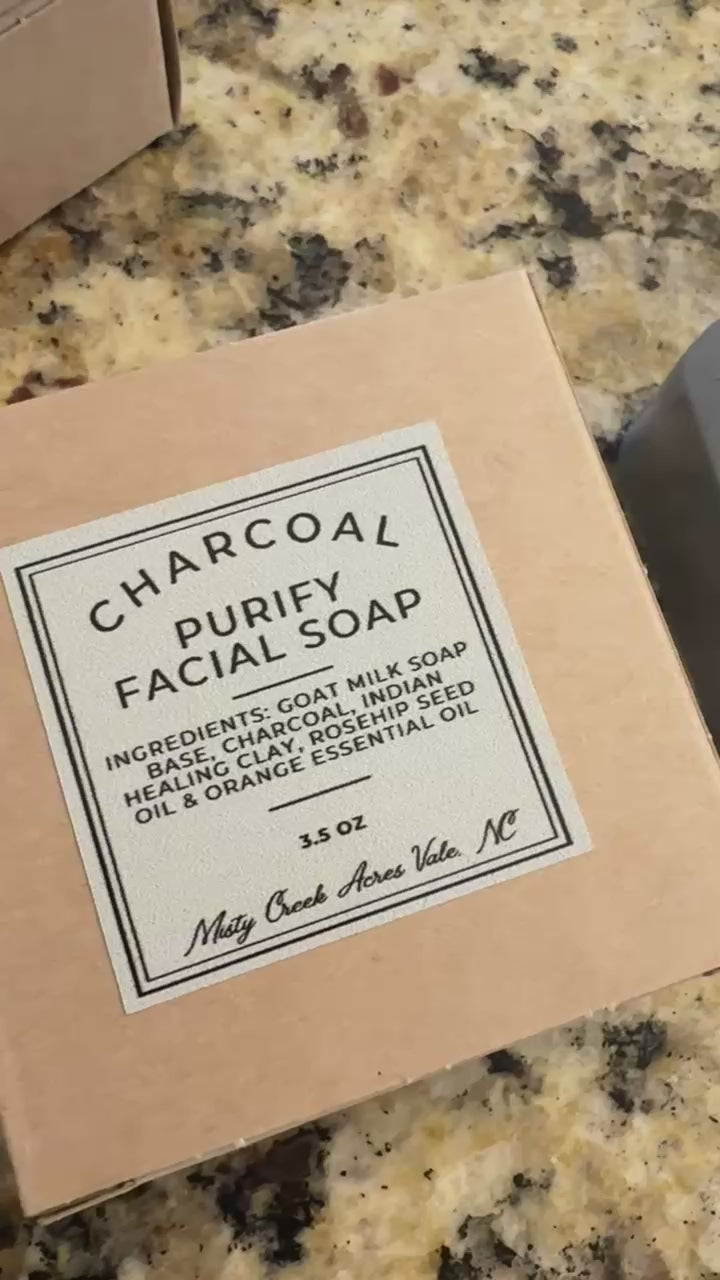 CHARCOAL
PURIFY
FACIAL SOAP
INGREDIENTS: GOAT MILK SOAP
BASE, CHARCOAL, INDIAN
HEALING CLAY, ROSEHIP SEED
OIL & ORANGE ESSENTIAL OIL
3.5 OZ
Misty Creek Acres Vale, NC